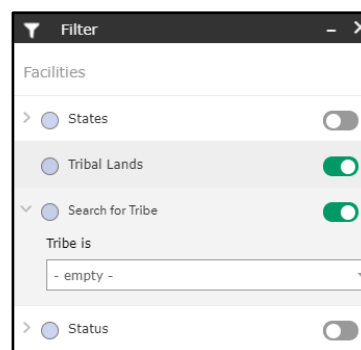 Filter
Facilities
States
Tribal Lands
Search for Tribe
Tribe is
- empty -
Status